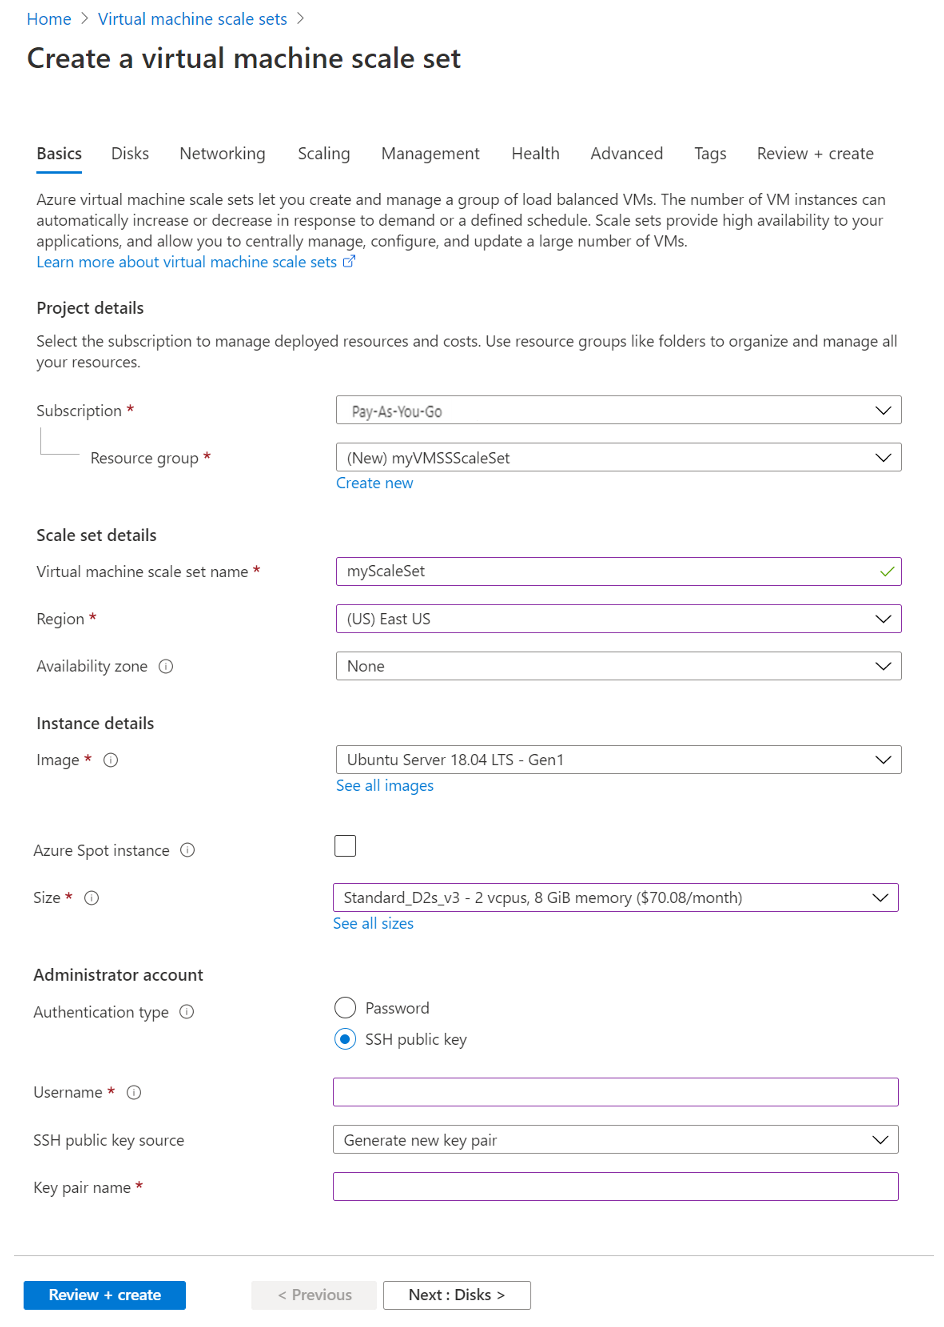 Home > Virtual machine scale sets >
Create a virtual machine scale set
Basics Disks Networking Scaling Management Health Advanced Tags Review + create
Azure virtual machine scale sets let you create and manage a group of load balanced VMs. The number of VM instances can
automatically increase or decrease in response to demand or a defined schedule. Scale sets provide high availability to your
applications, and allow you to centrally manage, configure, and update a large number of VMs.
Learn more about virtual machine scale sets
Project details
Select the subscription to manage deployed resources and costs. Use resource groups like folders to organize and manage all
your resources.
Subscription * Pay-As-You-Go
Resource group * (New) myVMSSScaleSet
Create new
Scale set details
Virtual machine scale set name * myScaleSet
Region * (US) East US
Availability zone None
Instance details
Image * Ubuntu Server 18.04 LTS - Gen1
See all images
Azure Spot instance
Size * Standard_D2s_v3 - 2 vcpus, 8 GiB memory ($70.08/month)
See all sizes
Administrator account
Authentication type Password
SSH public key
Username *
SSH public key source Generate new key pair
Key pair name *
Review + create < Previous Next : Disks >